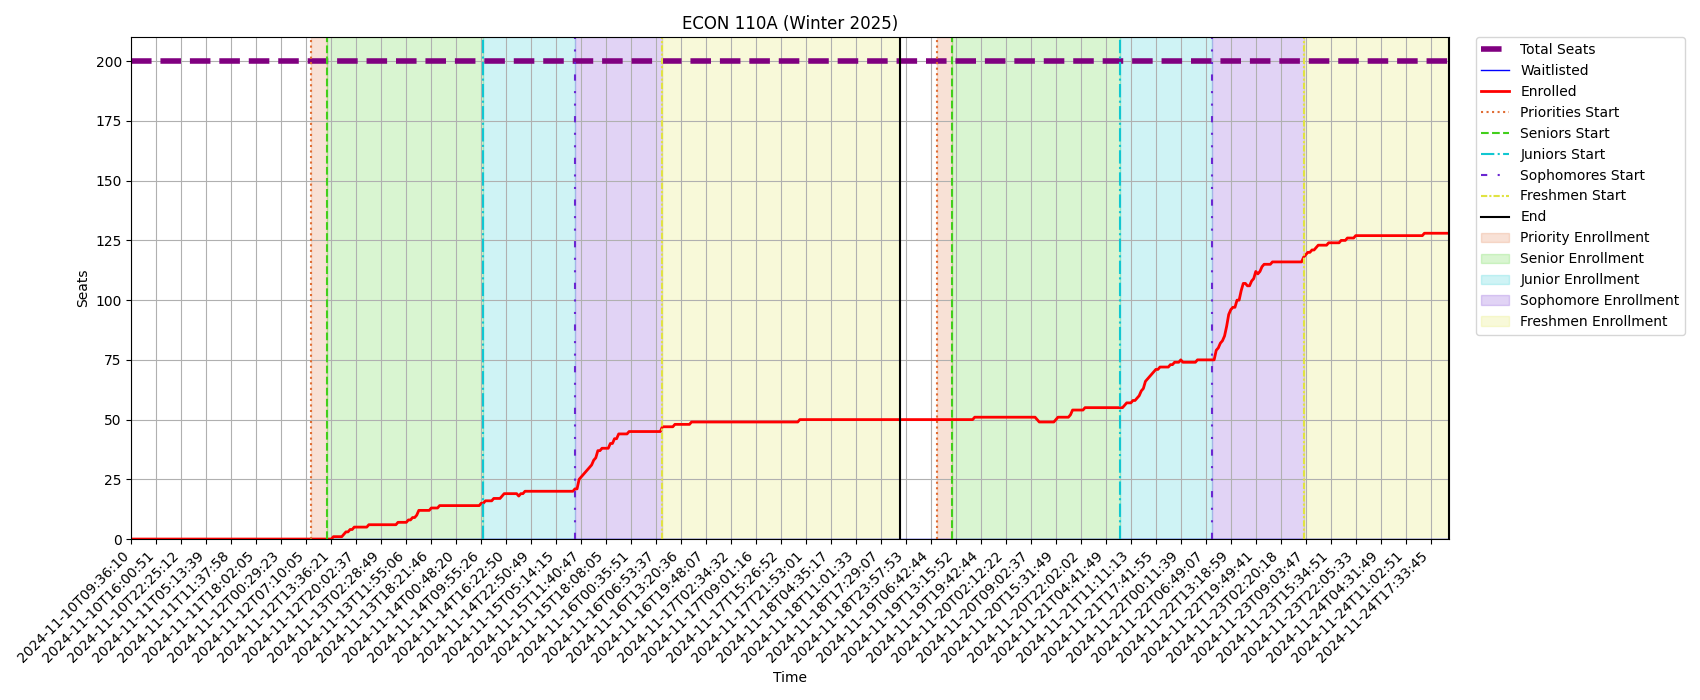 ECON 110A (Winter 2025)
Seats
200
175
150
125
100
75
50
25
0
2024-11-10T09:36:10
2024-11-10T16:00:51
2024-11-10T22:25:12
2024-11-11T05:13:39
2024-11-11T11:37:58
2024-11-11T18:02:05
2024-11-12T00:29:23
2024-11-12T07:10:05
2024-11-12T13:36:21
2024-11-12T20:02:37
2024-11-13T02:28:49
2024-11-13T11:55:06
2024-11-13T18:21:46
2024-11-14T00:48:20
2024-11-14T09:55:26
2024-11-14T16:22:50
2024-11-14T22:50:49
2024-11-15T05:14:15
2024-11-15T11:40:47
2024-11-15T18:08:05
2024-11-16T00:35:51
2024-11-16T06:53:37
2024-11-16T13:20:36
2024-11-16T19:48:07
2024-11-17T02:34:32
2024-11-17T09:01:16
2024-11-17T15:26:52
2024-11-17T21:53:01
2024-11-18T04:35:17
2024-11-18T11:01:33
2024-11-18T17:29:07
2024-11-18T23:57:53
2024-11-19T06:42:44
2024-11-19T13:15:52
2024-11-19T19:42:44
2024-11-20T02:12:22
2024-11-20T09:02:37
2024-11-20T15:31:49
2024-11-20T22:02:02
2024-11-21T04:41:49
2024-11-21T11:11:13
2024-11-21T17:41:55
2024-11-22T00:11:39
2024-11-22T06:49:07
2024-11-22T13:18:59
2024-11-22T19:49:41
2024-11-23T02:20:18
2024-11-23T09:03:47
2024-11-23T15:34:51
2024-11-23T22:05:33
2024-11-24T04:31:49
2024-11-24T11:02:51
2024-11-24T17:33:45
Time
Total Seats
Waitlisted
Enrolled
Priorities Start
Seniors Start
Juniors Start
Sophomores Start
Freshmen Start
End
Priority Enrollment
Senior Enrollment
Junior Enrollment
Sophomore Enrollment
Freshmen Enrollment